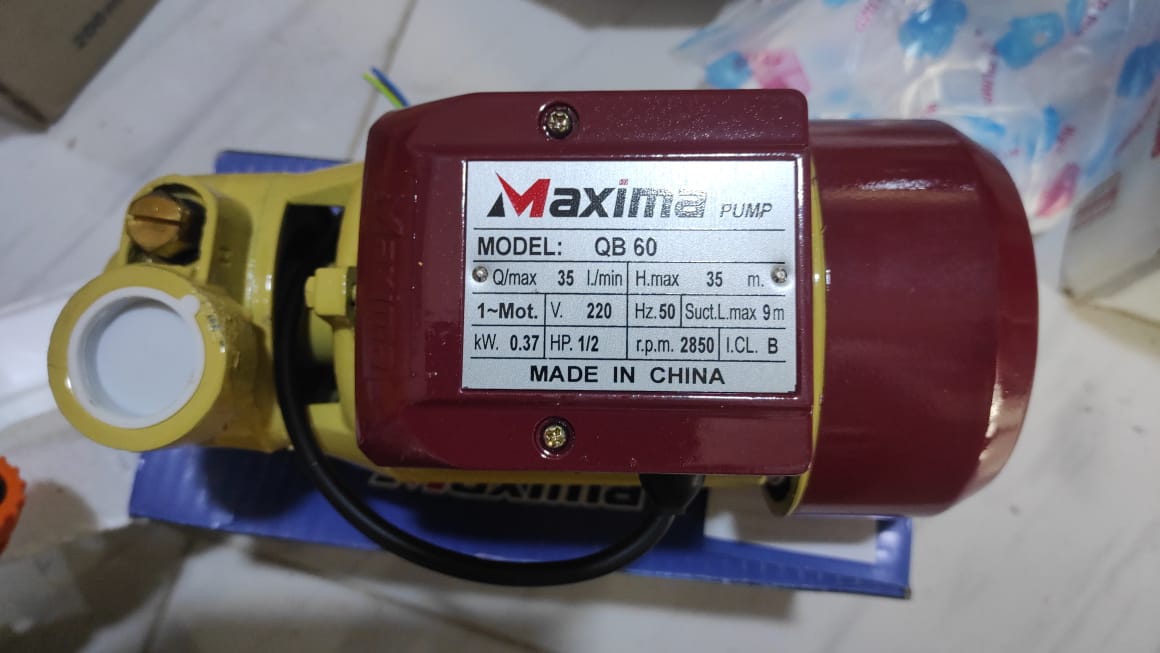 Maxima PUMP
MODEL: QB 60
Q/max 35 l./min H.max 35 m.
1~Mot. V. 220 Hz. 50 Suct.L.max 9m
kW. 0.37 HP. 1/2 r.p.m. 2850 I.CL. B
MADE IN CHINA